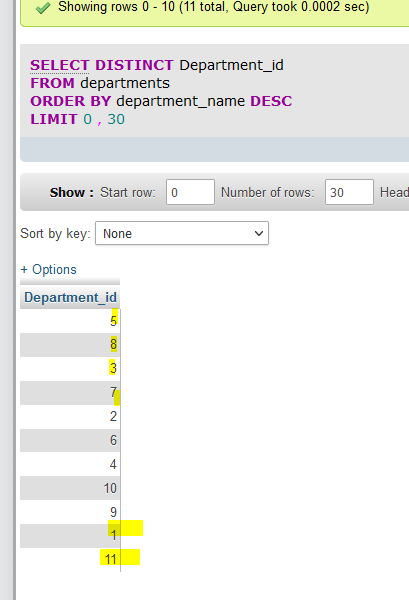 Showing rows 0 - 10 (11 total, Query took 0.0002 sec)
SELECT DISTINCT Department_id
FROM departments
ORDER BY department_name DESC
LIMIT 0 , 30
Show : Start row: 0 Number of rows: 30 Head
Sort by key: None
+ Options
Department_id
5
8
3
7
2
6
4
10
9
1
11